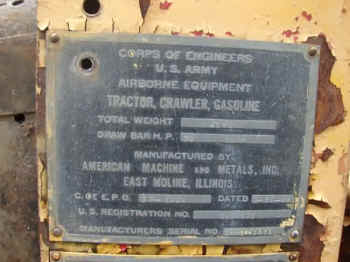 CORPS OF ENGINEERS
U.S. ARMY
AIRBORNE EQUIPMENT
TRACTOR, CRAWLER, GASOLINE
TOTAL WEIGHT
DRAW BAR H.P.
MANUFACTURED BY
AMERICAN MACHINE AND METALS, INC.
EAST MOLINE, ILLINOIS
C. OF E. P. O. DATED
U.S. REGISTRATION NO.
MANUFACTURERS SERIAL NO.